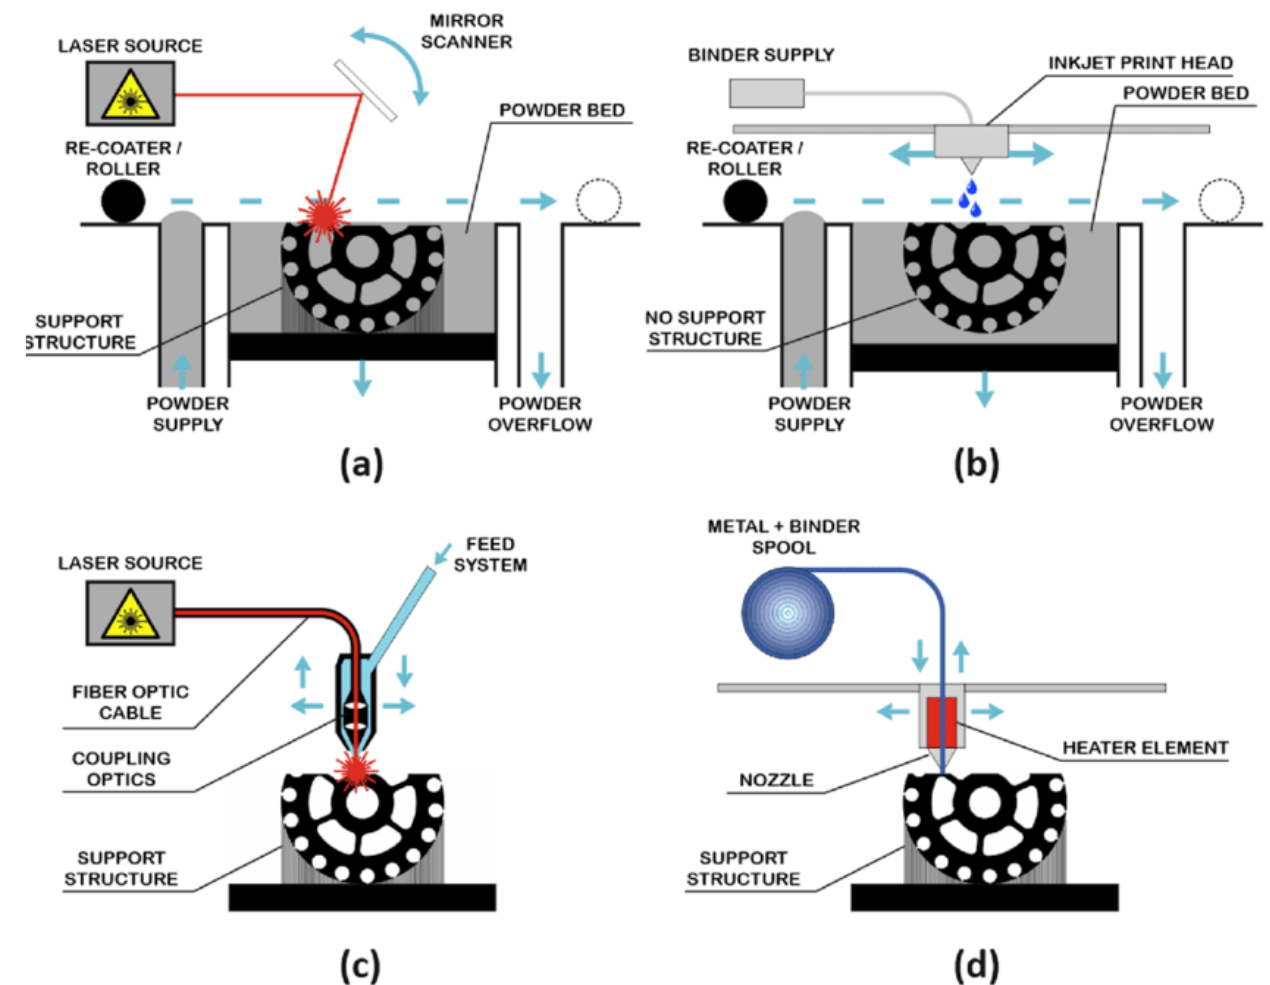 MIRROR
SCANNER
LASER SOURCE
POWDER BED
RE-COATER /
ROLLER
SUPPORT
STRUCTURE
POWDER
SUPPLY
POWDER
OVERFLOW
(a)
BINDER SUPPLY
INKJET PRINT HEAD
POWDER BED
RE-COATER /
ROLLER
NO SUPPORT
STRUCTURE
POWDER
SUPPLY
POWDER
OVERFLOW
(b)
LASER SOURCE
FEED
SYSTEM
FIBER OPTIC
CABLE
COUPLING
OPTICS
SUPPORT
STRUCTURE
(c)
METAL + BINDER
SPOOL
HEATER ELEMENT
NOZZLE
SUPPORT
STRUCTURE
(d)